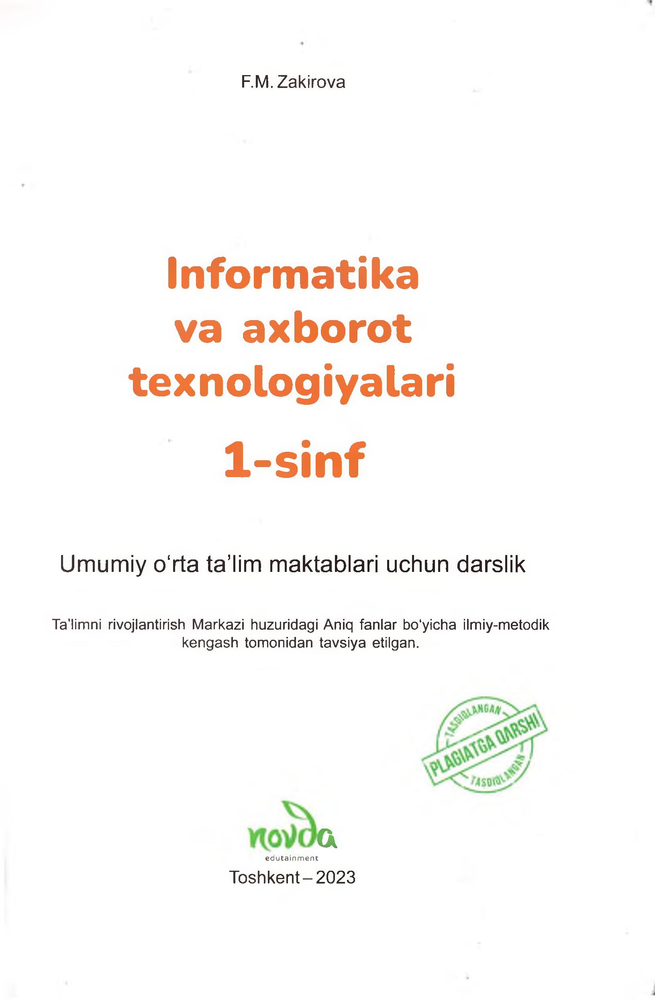 F.M. Zakirova
Informatika
va axborot
texnologiyalari
1-sinf
Umumiy o‘rta ta’lim maktablari uchun darslik
Ta’limni rivojlantirish Markazi huzuridagi Aniq fanlar bo‘yicha ilmiy-metodik
kengash tomonidan tavsiya etilgan.
TASDIQLANGAN
PLAGIATGA QARSHI
TASDIQLANGAN
novda
edutainment
Toshkent – 2023